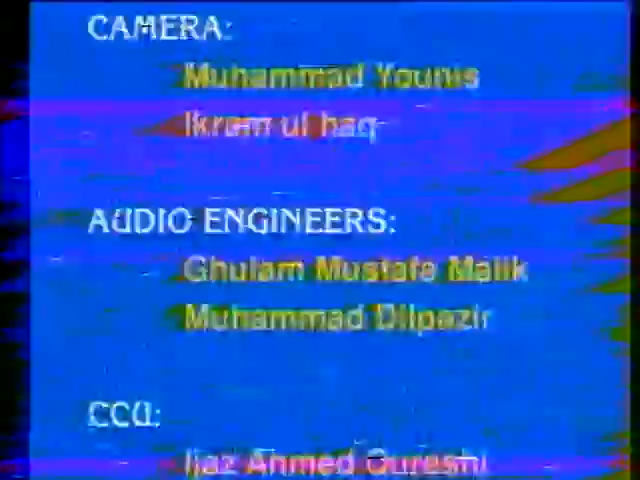 CAMERA:
Muhammad Younis
Ikram ul haq
AUDIO ENGINEERS:
Ghulam Mustafa Malik
Muhammad Dilpazir
CCU:
Ijaz Ahmed Qureshi